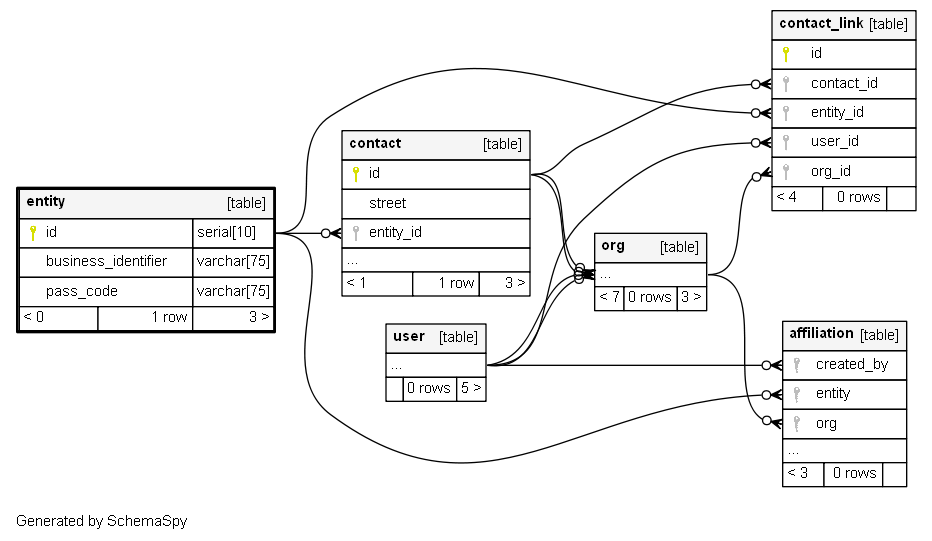 contact_link [table]
id
contact_id
entity_id
user_id
org_id
< 4 0 rows
contact [table]
id
street
entity_id
...
< 1 1 row 3 >
entity [table]
id serial[10]
business_identifier varchar[75]
pass_code varchar[75]
< 0 1 row 3 >
org [table]
...
< 7 0 rows 3 >
user [table]
...
0 rows 5 >
affiliation [table]
created_by
entity
org
...
< 3 0 rows
Generated by SchemaSpy